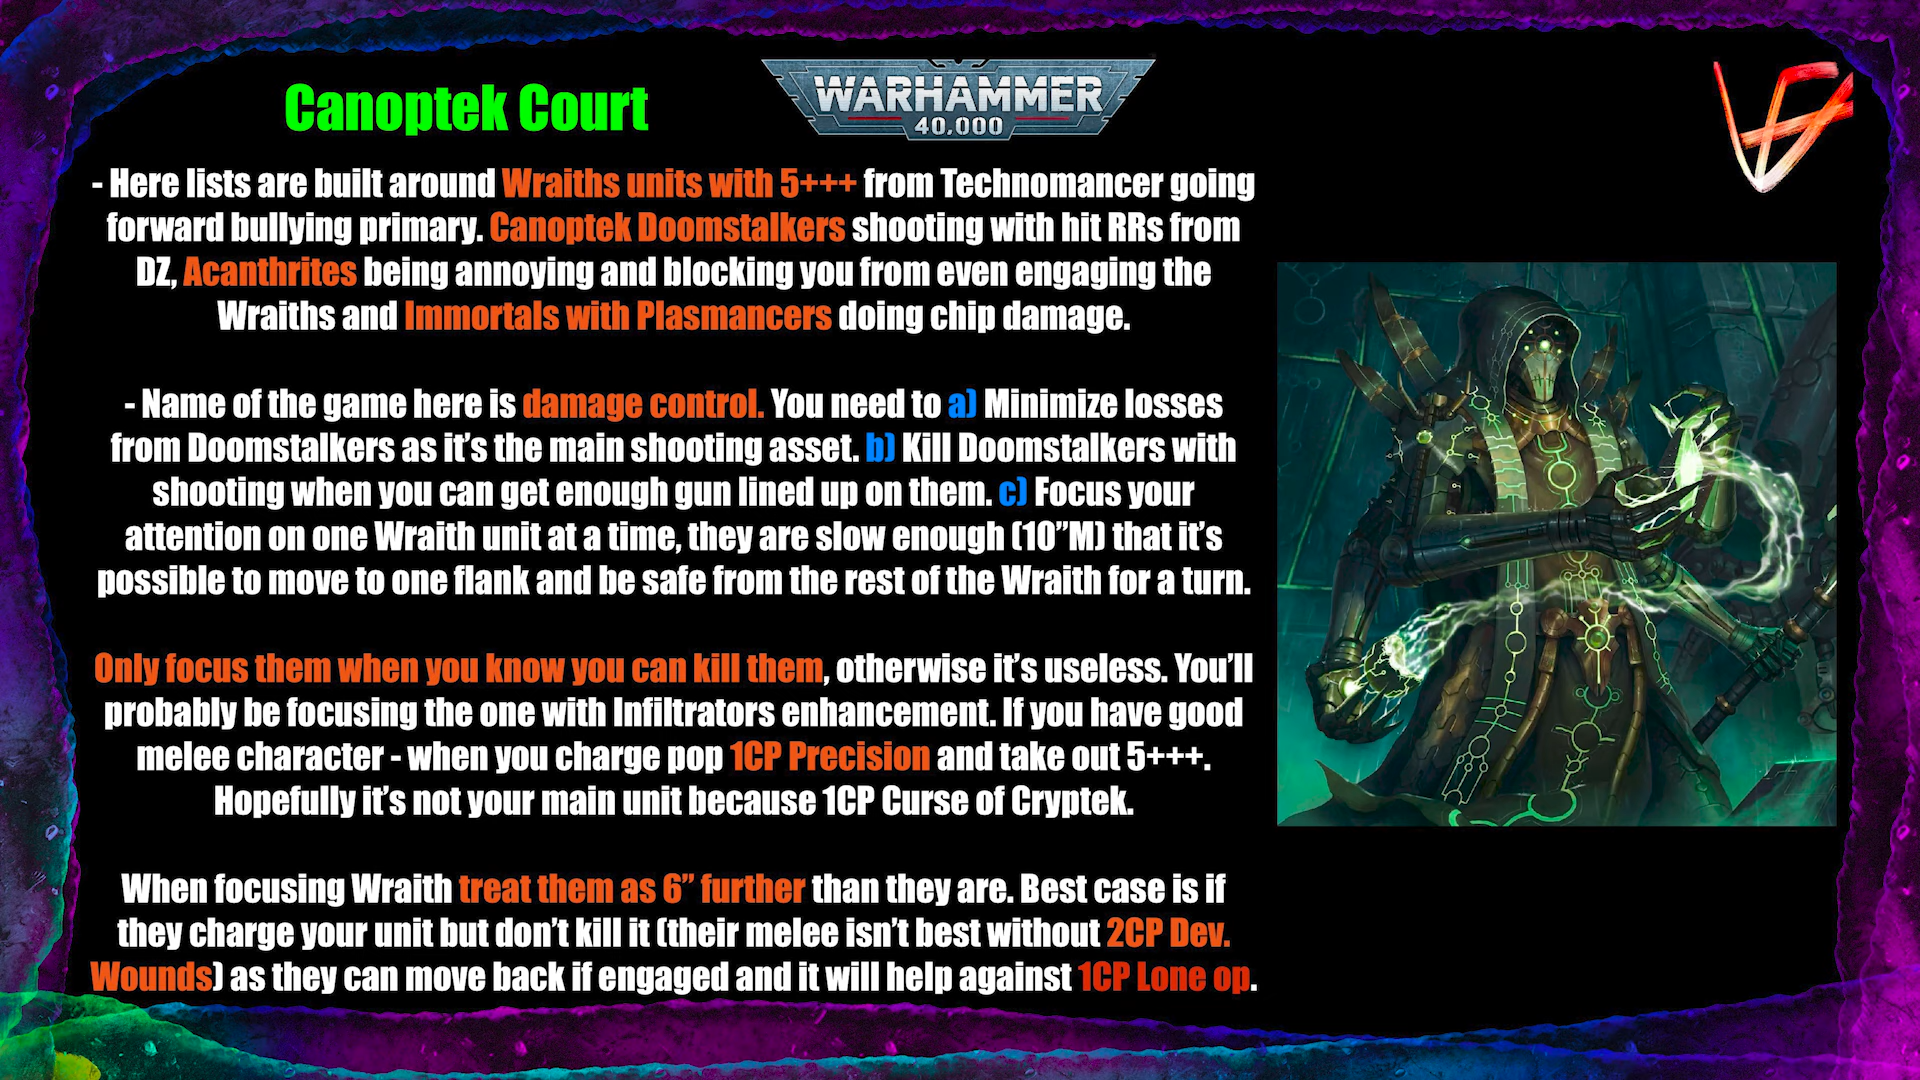 Canoptek Court
WARHAMMER
40,000
- Here lists are built around Wraiths units with 5+++ from Technomancer going
forward bullying primary. Canoptek Doomstalkers shooting with hit RRs from
DZ, Acanthrites being annoying and blocking you from even engaging the
Wraiths and Immortals with Plasmancers doing chip damage.
- Name of the game here is damage control. You need to a) Minimize losses
from Doomstalkers as it’s the main shooting asset. b) Kill Doomstalkers with
shooting when you can get enough gun lined up on them. c) Focus your
attention on one Wraith unit at a time, they are slow enough (10”M) that it’s
possible to move to one flank and be safe from the rest of the Wraith for a turn.
Only focus them when you know you can kill them, otherwise it’s useless. You’ll
probably be focusing the one with Infiltrators enhancement. If you have good
melee character - when you charge pop 1CP Precision and take out 5+++.
Hopefully it’s not your main unit because 1CP Curse of Cryptek.
When focusing Wraith treat them as 6” further than they are. Best case is if
they charge your unit but don’t kill it (their melee isn’t best without 2CP Dev.
Wounds) as they can move back if engaged and it will help against 1CP Lone op.